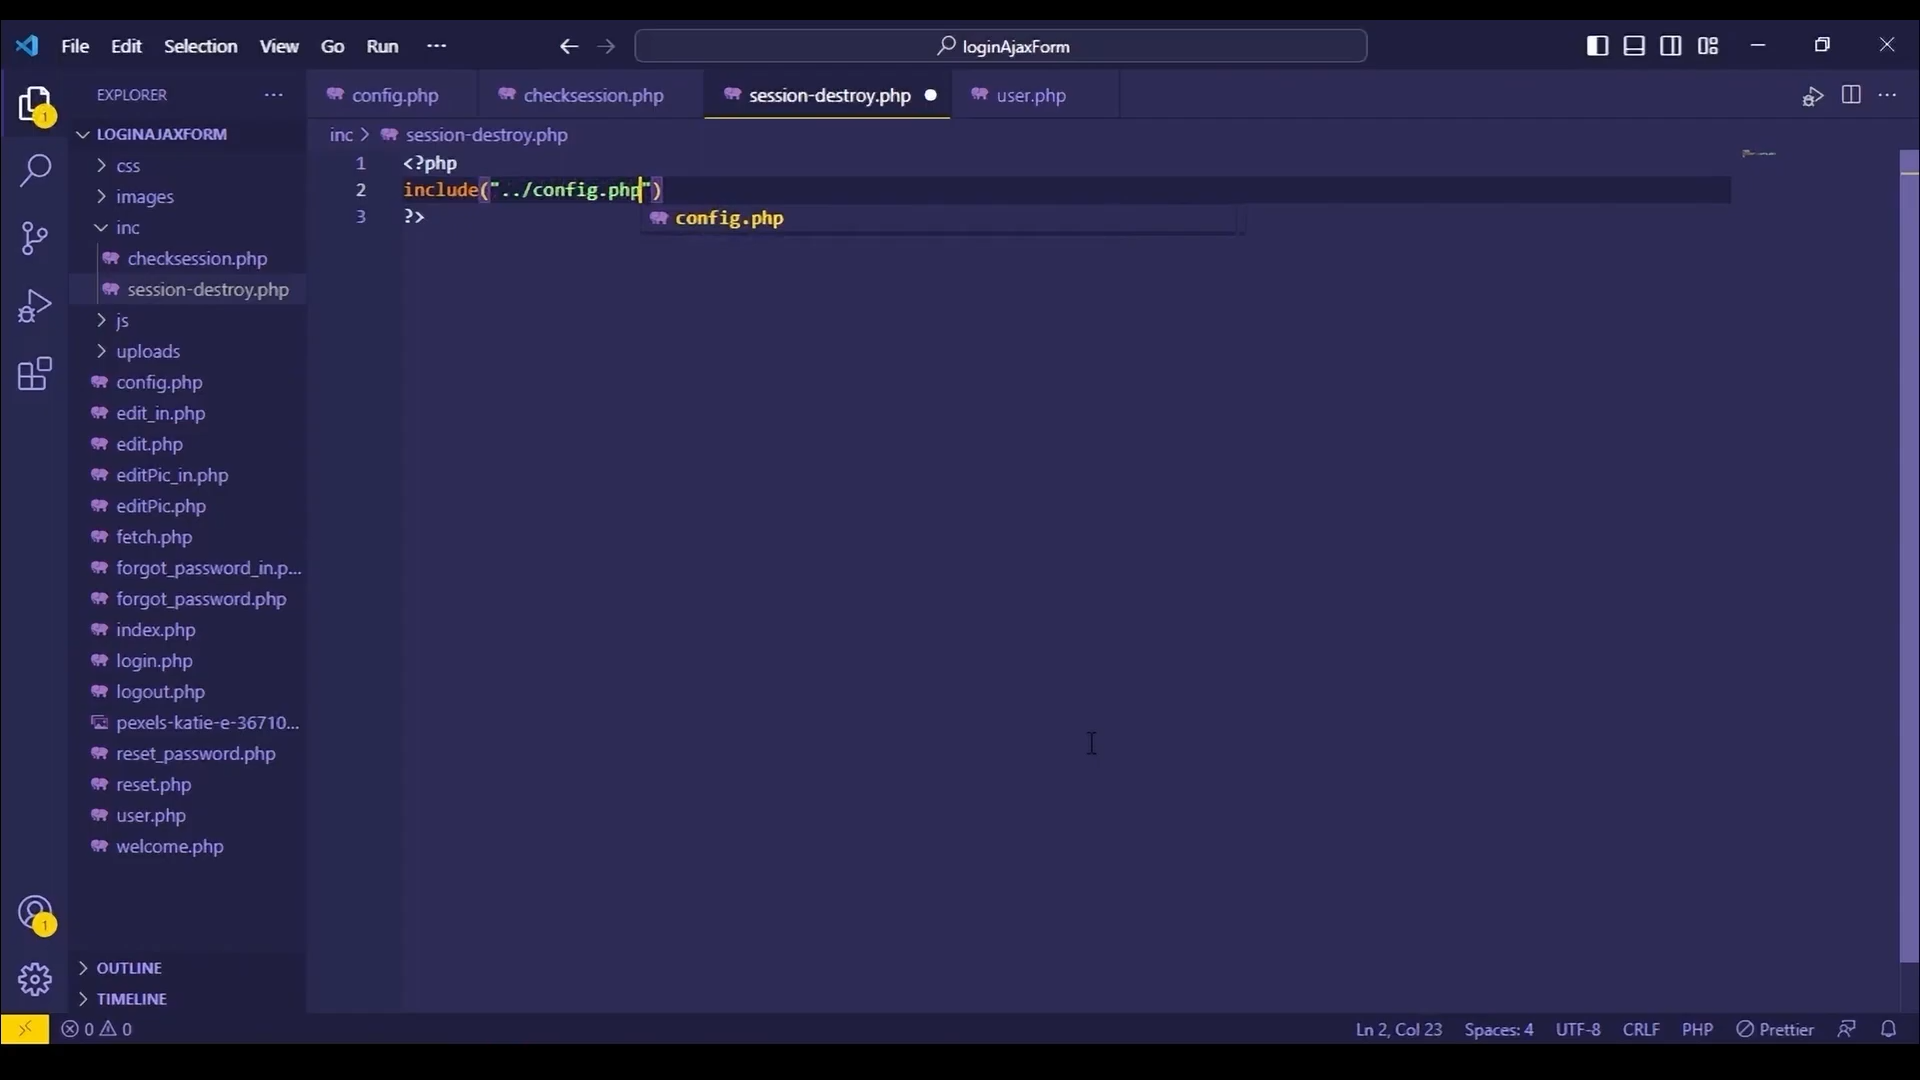 File Edit Selection View Go Run ···
loginAjaxForm
EXPLORER ···
LOGINAJAXFORM
css
images
inc
checksession.php
session-destroy.php
js
uploads
config.php
edit_in.php
edit.php
editPic_in.php
editPic.php
fetch.php
forgot_password_in.p...
forgot_password.php
index.php
login.php
logout.php
pexels-katie-e-36710...
reset_password.php
reset.php
user.php
welcome.php
OUTLINE
TIMELINE
1
1
config.php checksession.php session-destroy.php user.php
inc > session-destroy.php
1 <?php
2 include("../config.php")
3 ?>
config.php
0 0
Ln 2, Col 23 Spaces: 4 UTF-8 CRLF PHP Prettier